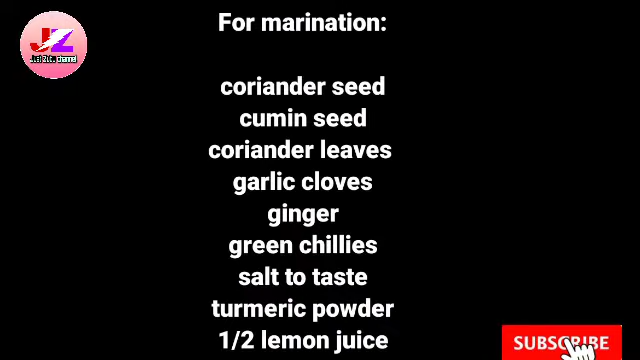 For marination:
JZ
coriander seed
cumin seed
coriander leaves
garlic cloves
ginger
green chillies
salt to taste
turmeric powder
1/2 lemon juice
SUBSCRIBE